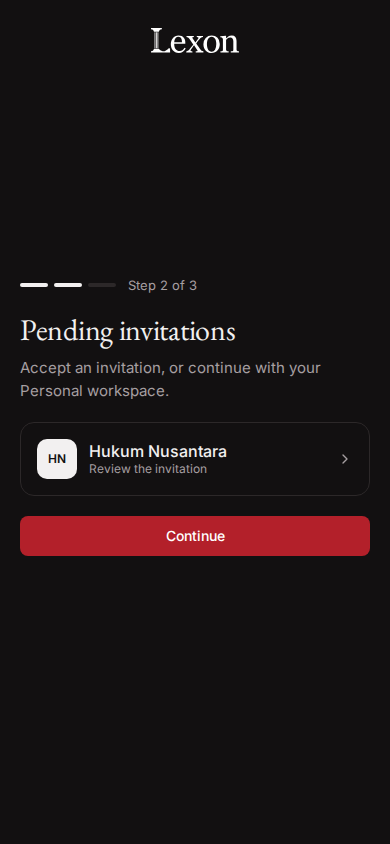 Lexon
Step 2 of 3
Pending invitations
Accept an invitation, or continue with your
Personal workspace.
HN
Hukum Nusantara
Review the invitation
Continue